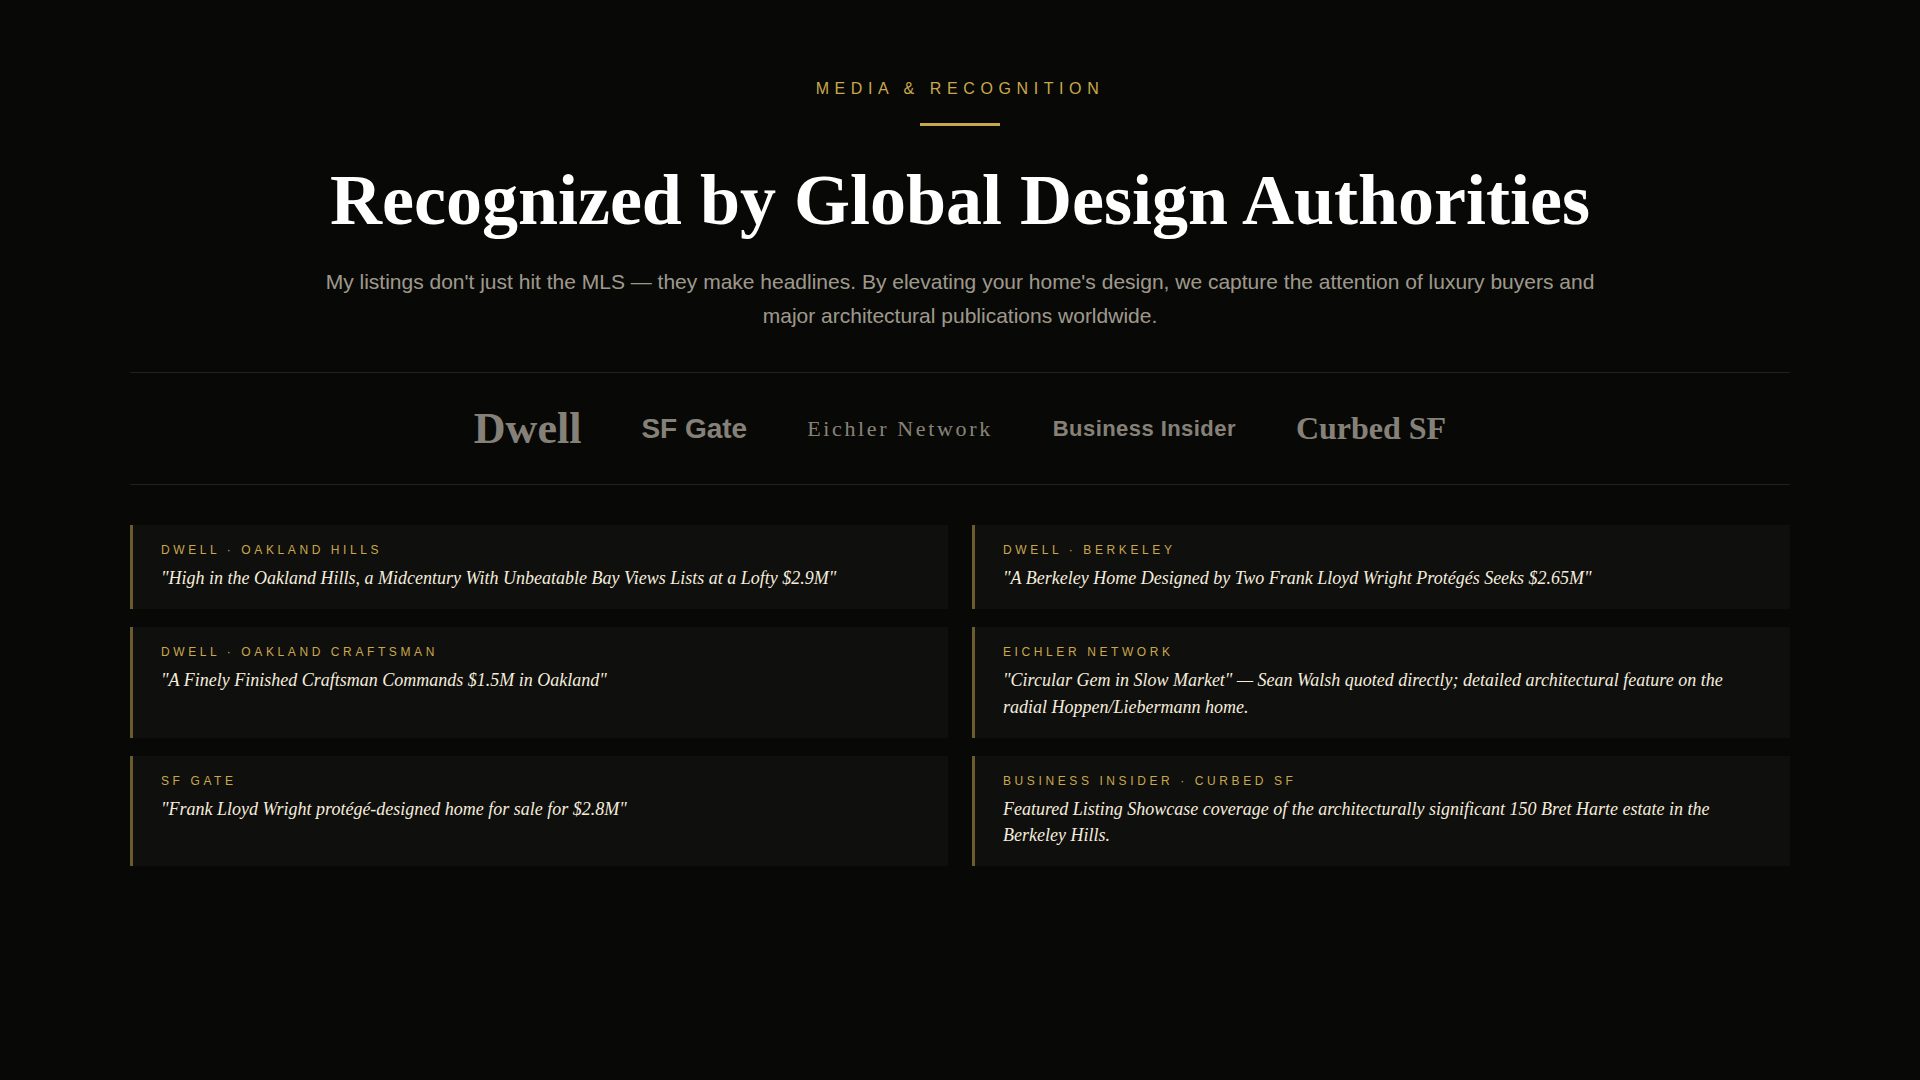 MEDIA & RECOGNITION
Recognized by Global Design Authorities
My listings don't just hit the MLS — they make headlines. By elevating your home's design, we capture the attention of luxury buyers and
major architectural publications worldwide.
Dwell SF Gate Eichler Network Business Insider Curbed SF
DWELL · OAKLAND HILLS
"High in the Oakland Hills, a Midcentury With Unbeatable Bay Views Lists at a Lofty $2.9M"
DWELL · BERKELEY
"A Berkeley Home Designed by Two Frank Lloyd Wright Protégés Seeks $2.65M"
DWELL · OAKLAND CRAFTSMAN
"A Finely Finished Craftsman Commands $1.5M in Oakland"
EICHLER NETWORK
"Circular Gem in Slow Market" — Sean Walsh quoted directly; detailed architectural feature on the
radial Hoppen/Liebermann home.
SF GATE
"Frank Lloyd Wright protégé-designed home for sale for $2.8M"
BUSINESS INSIDER · CURBED SF
Featured Listing Showcase coverage of the architecturally significant 150 Bret Harte estate in the
Berkeley Hills.